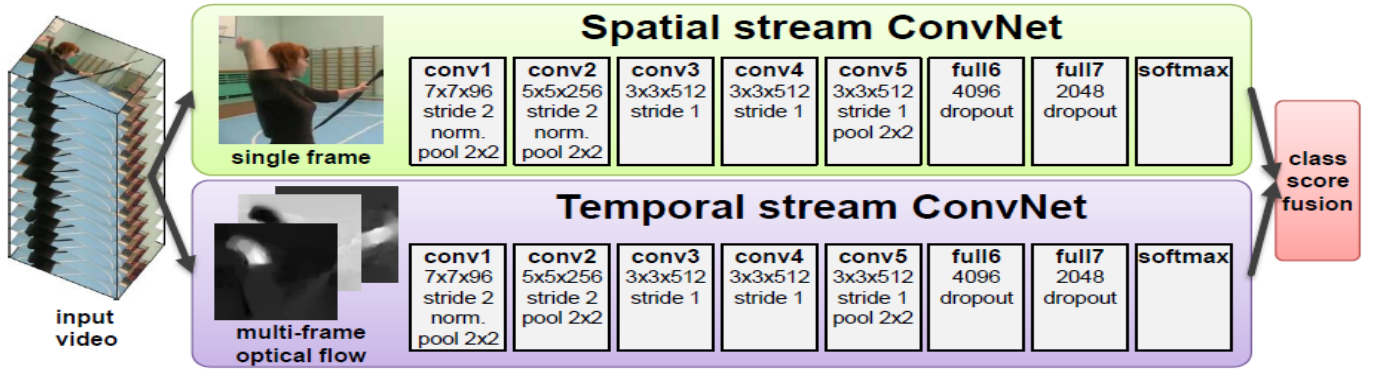 input
video
Spatial stream ConvNet
single frame
conv1
7x7x96
stride 2
norm.
pool 2x2
conv2
5x5x256
stride 2
norm.
pool 2x2
conv3
3x3x512
stride 1
conv4
3x3x512
stride 1
conv5
3x3x512
stride 1
pool 2x2
full6
4096
dropout
full7
2048
dropout
softmax
Temporal stream ConvNet
multi-frame
optical flow
conv1
7x7x96
stride 2
norm.
pool 2x2
conv2
5x5x256
stride 2
pool 2x2
conv3
3x3x512
stride 1
conv4
3x3x512
stride 1
conv5
3x3x512
stride 1
pool 2x2
full6
4096
dropout
full7
2048
dropout
softmax
class
score
fusion